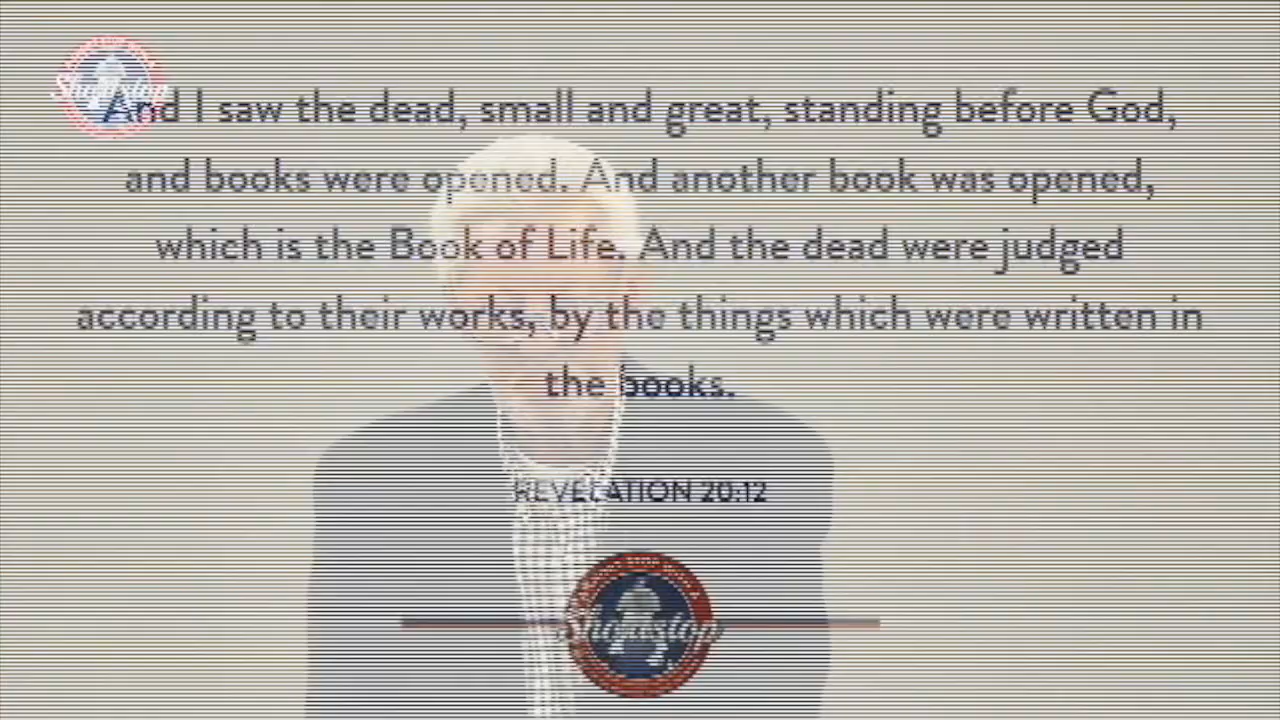 And I saw the dead, small and great, standing before God,
and books were opened. And another book was opened,
which is the Book of Life. And the dead were judged
according to their works, by the things which were written in
the books.
REVELATION 20:12